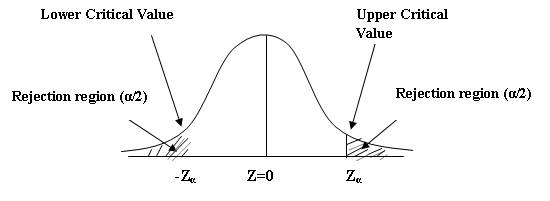 Lower Critical Value
Upper Critical
Value
Rejection region (α/2)
Rejection region (α/2)
-Zα
Z=0
Zα